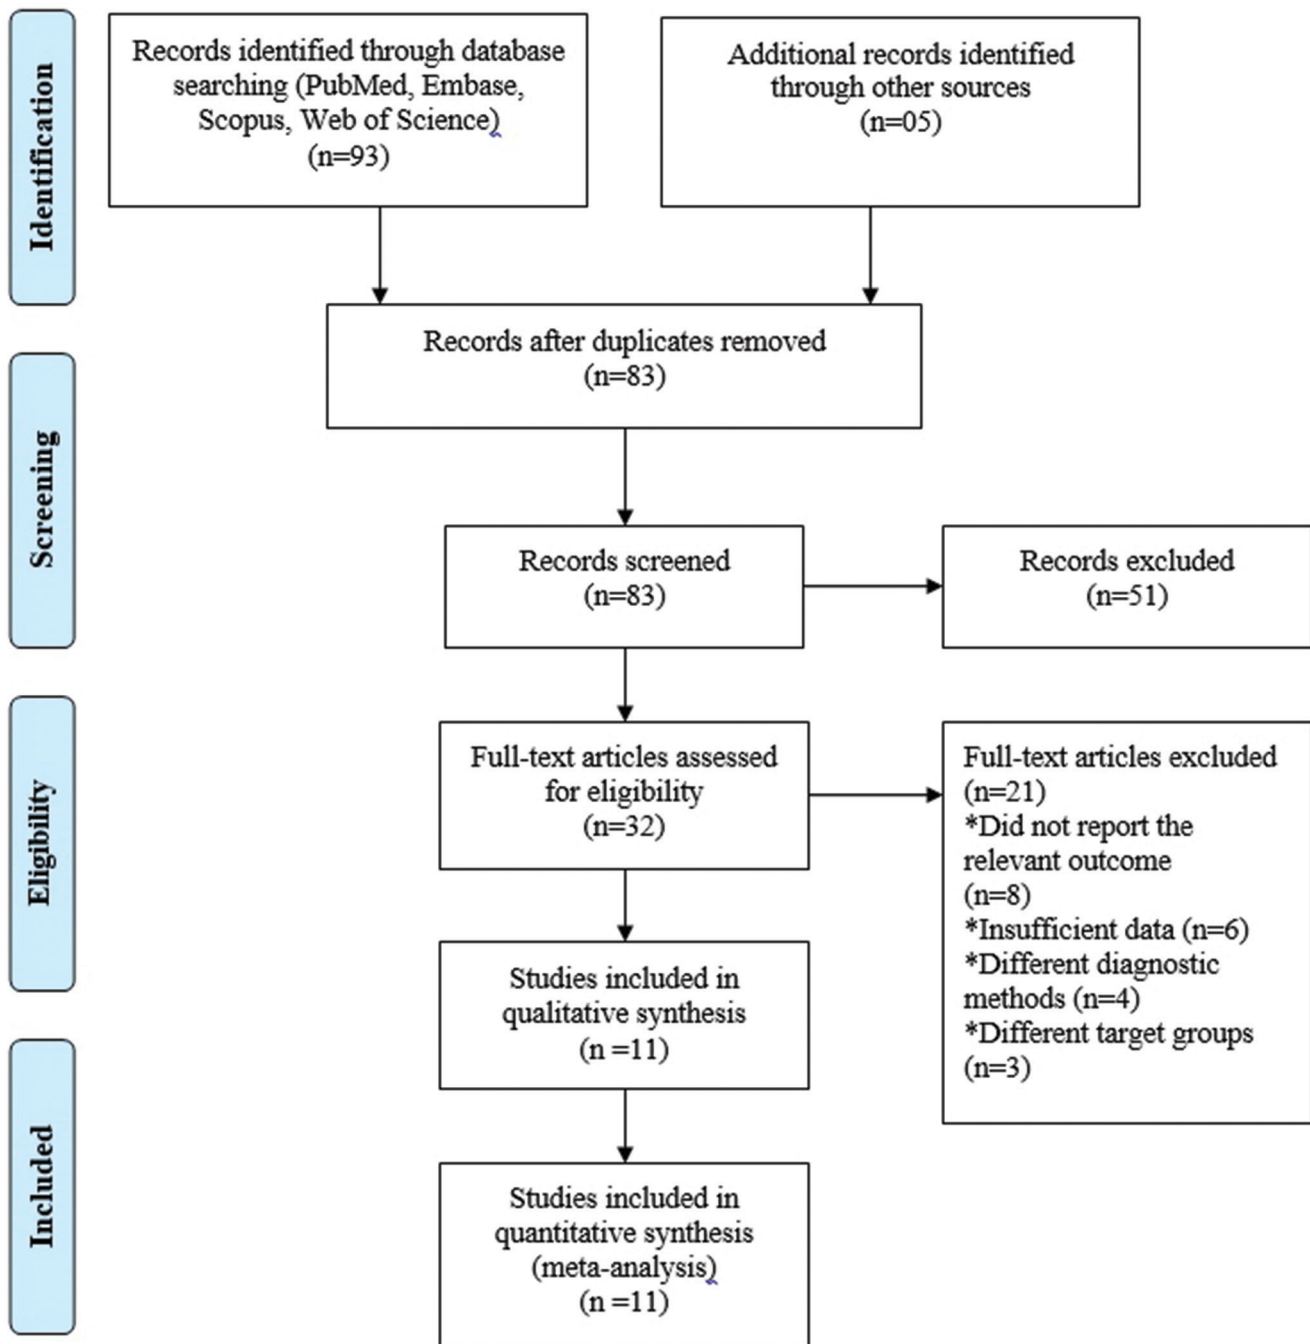 Identification
Records identified through database
searching (PubMed, Embase,
Scopus, Web of Science)
(n=93)
Additional records identified
through other sources
(n=05)
Records after duplicates removed
(n=83)
Screening
Records screened
(n=83)
Records excluded
(n=51)
Eligibility
Full-text articles assessed
for eligibility
(n=32)
Full-text articles excluded
(n=21)
*Did not report the
relevant outcome
(n=8)
*Insufficient data (n=6)
*Different diagnostic
methods (n=4)
*Different target groups
(n=3)
Studies included in
qualitative synthesis
(n =11)
Included
Studies included in
quantitative synthesis
(meta-analysis)
(n =11)